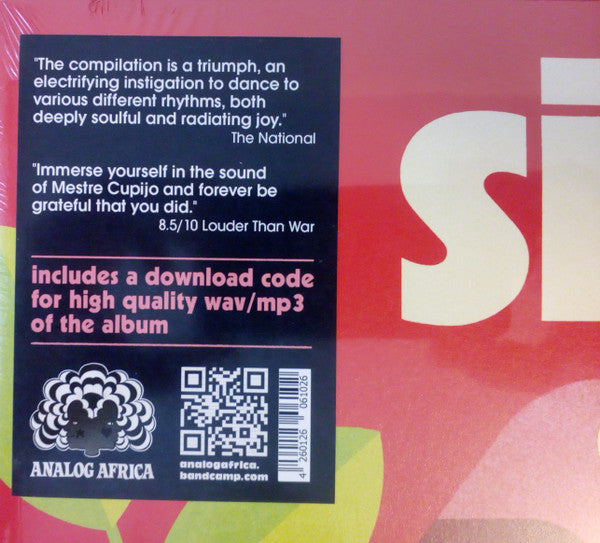 "The compilation is a triumph, an
electrifying instigation to dance to
various different rhythms, both
deeply soulful and radiating joy."
The National
"Immerse yourself in the sound
of Mestre Cupijo and forever be
grateful that you did."
8.5/10 Louder Than War
includes a download code
for high quality wav/mp3
of the album
ANALOG AFRICA
analogafrica.
bandcamp.com
4 260126 061026
si